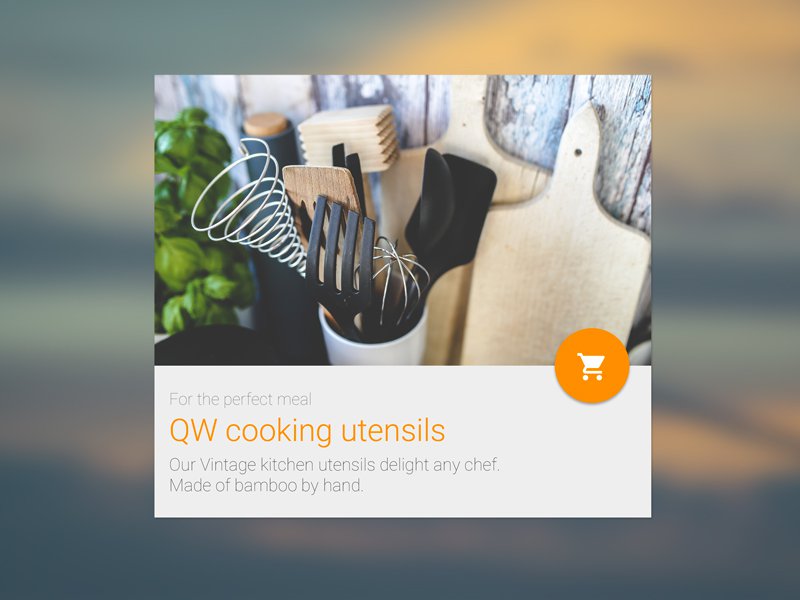 For the perfect meal
QW cooking utensils
Our Vintage kitchen utensils delight any chef.
Made of bamboo by hand.